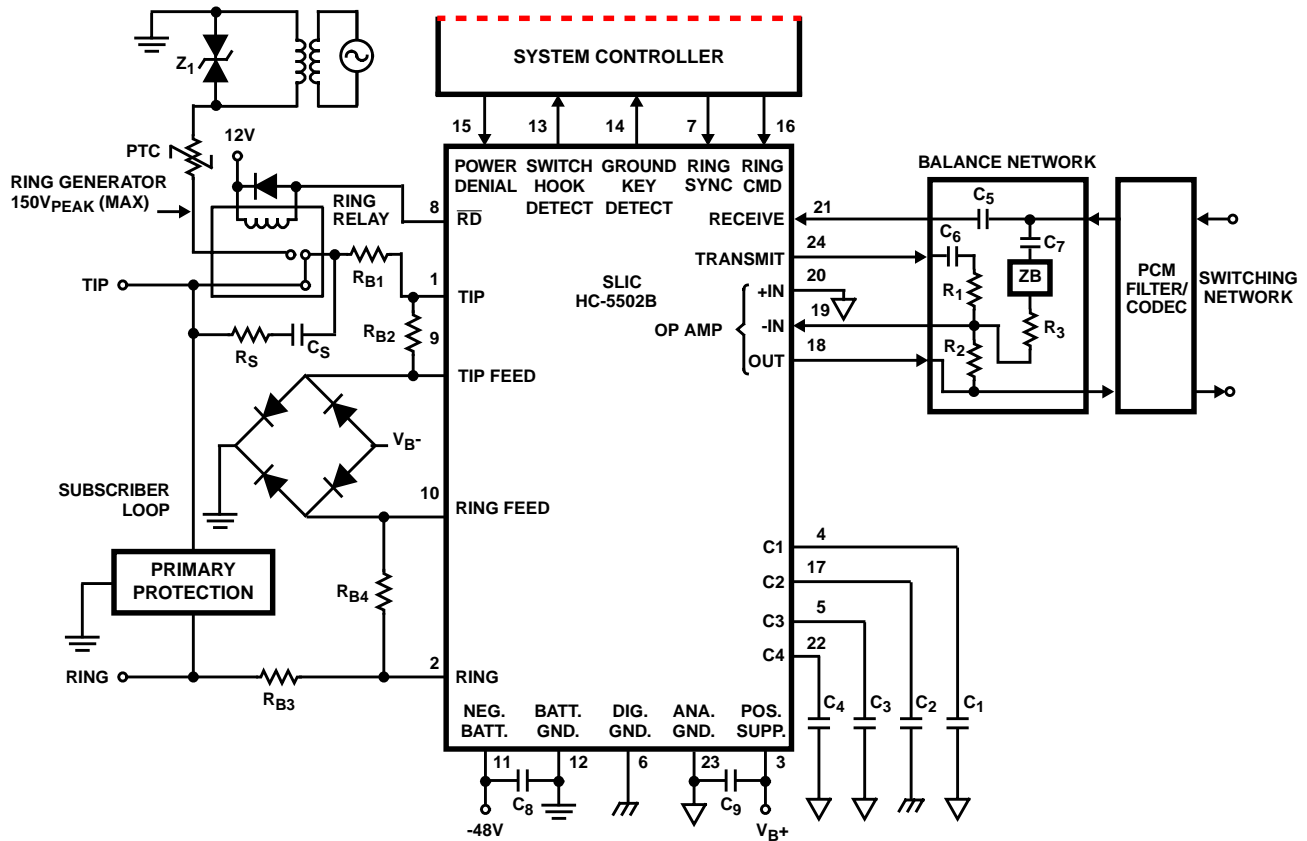 Z1
SYSTEM CONTROLLER
15
13
14
7
16
12V
PTC
RING GENERATOR
150VPEAK (MAX)
RING
RELAY
8
POWER
DENIAL
SWITCH
HOOK
DETECT
GROUND
KEY
DETECT
RING
SYNC
RING
CMD
RD
RECEIVE
21
TRANSMIT
24
+IN
20
-IN
19
OUT
18
OP AMP
SLIC
HC-5502B
BALANCE NETWORK
C5
C6
C7
ZB
R1
R2
R3
PCM
FILTER/
CODEC
SWITCHING
NETWORK
TIP
RB1
1
TIP
RS
CS
RB2
9
TIP FEED
VB-
10
RING FEED
SUBSCRIBER
LOOP
PRIMARY
PROTECTION
RB4
RING
RB3
2
RING
C1
4
C2
17
C3
5
C4
22
C4
C3
C2
C1
NEG.
BATT.
BATT.
GND.
DIG.
GND.
ANA.
GND.
POS.
SUPP.
11
12
6
23
3
C8
C9
-48V
VB+